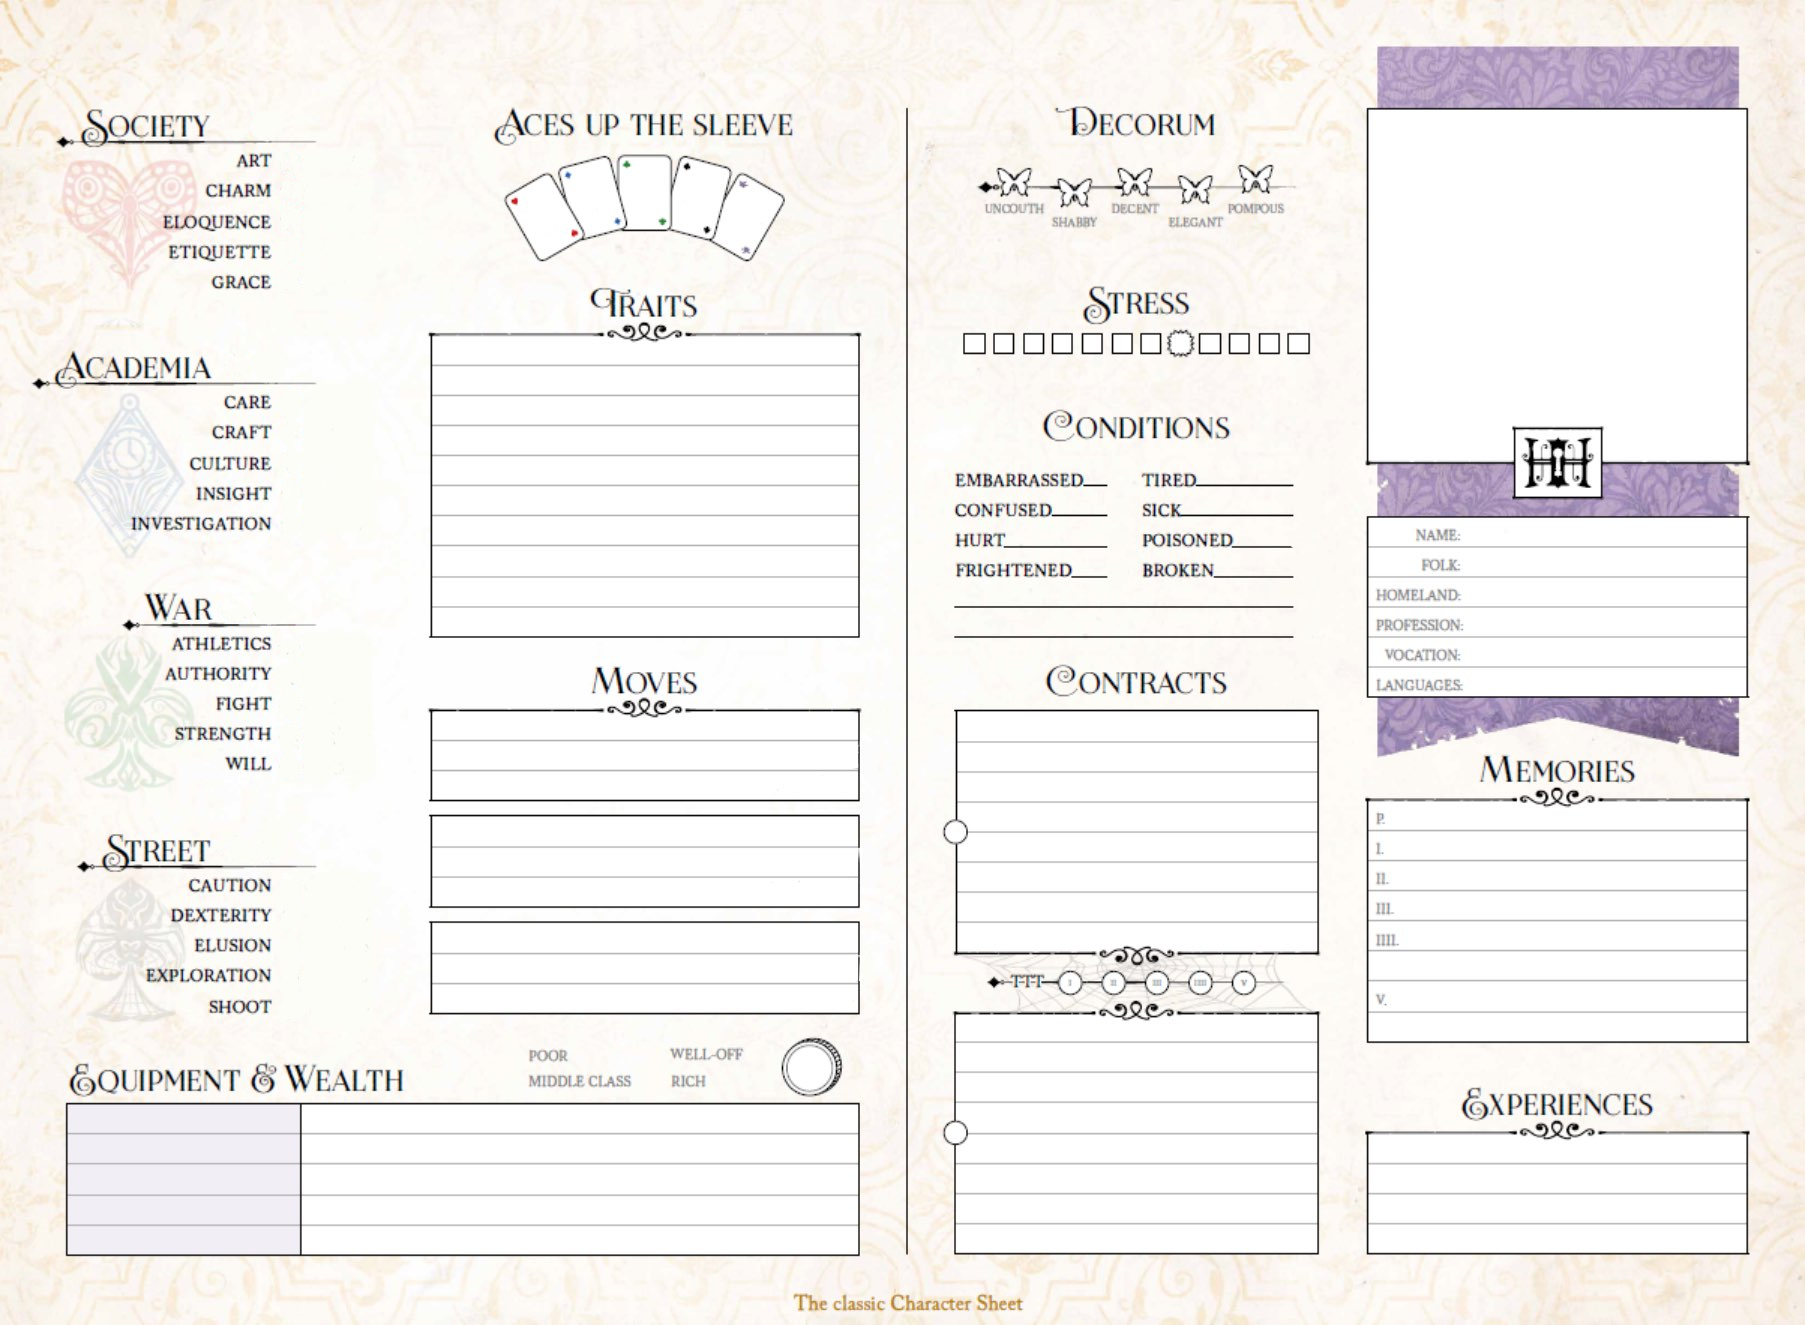 SOCIETY
ART
CHARM
ELOQUENCE
ETIQUETTE
GRACE
ACADEMIA
CARE
CRAFT
CULTURE
INSIGHT
INVESTIGATION
WAR
ATHLETICS
AUTHORITY
FIGHT
STRENGTH
WILL
STREET
CAUTION
DEXTERITY
ELUSION
EXPLORATION
SHOOT
ACES UP THE SLEEVE
TRAITS
MOVES
EQUIPMENT & WEALTH
POOR WELL-OFF
MIDDLE CLASS RICH
DECORUM
UNCOUTH SHABBY DECENT ELEGANT POMPOUS
STRESS
CONDITIONS
EMBARRASSED TIRED
CONFUSED SICK
HURT POISONED
FRIGHTENED BROKEN
CONTRACTS
TTT I II III IIII V
HH
NAME:
FOLK:
HOMELAND:
PROFESSION:
VOCATION:
LANGUAGES:
MEMORIES
P.
I.
II.
III.
IIII.
V.
EXPERIENCES
The classic Character Sheet